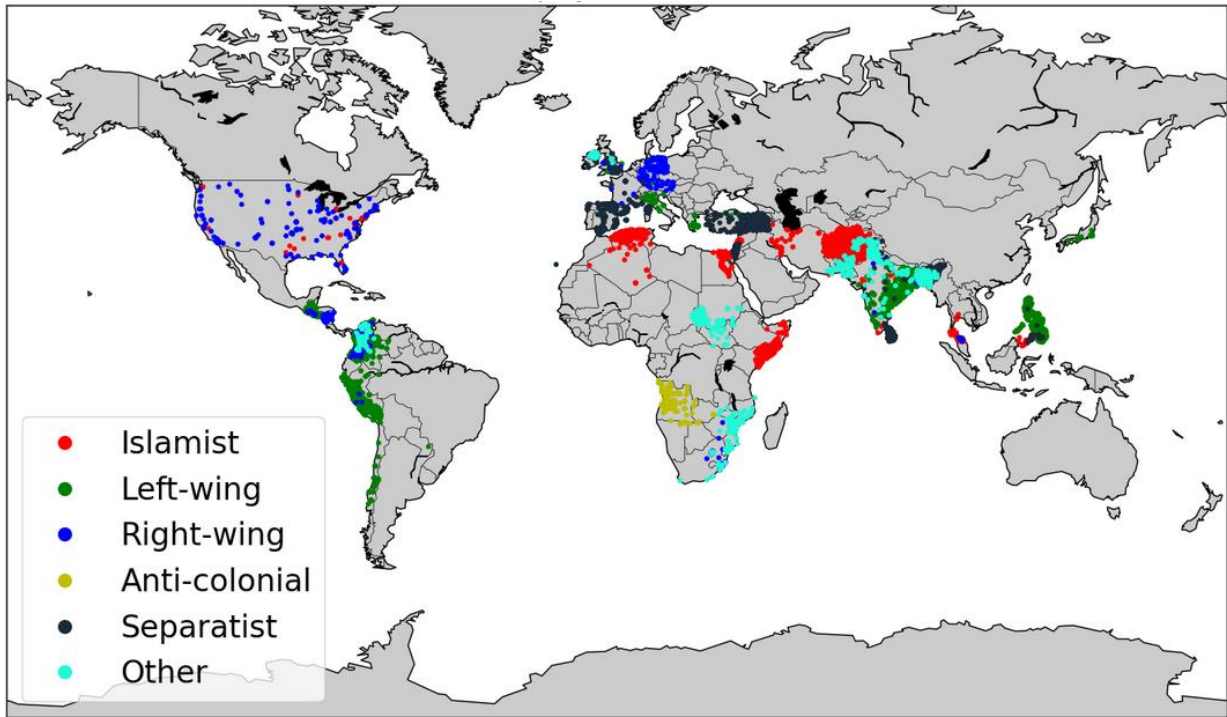 Islamist
Left-wing
Right-wing
Anti-colonial
Separatist
Other